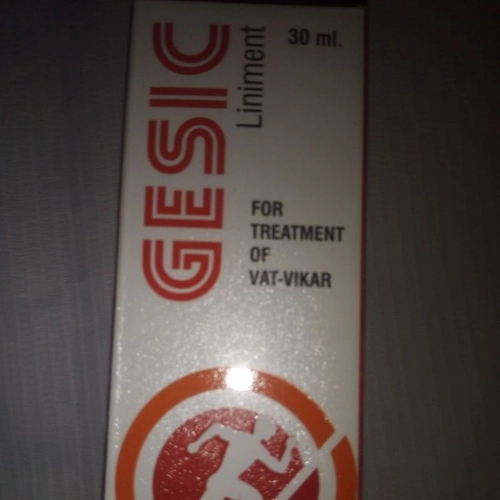 GESIC
Liniment
30 ml.
FOR
TREATMENT
OF
VAT-VIKAR